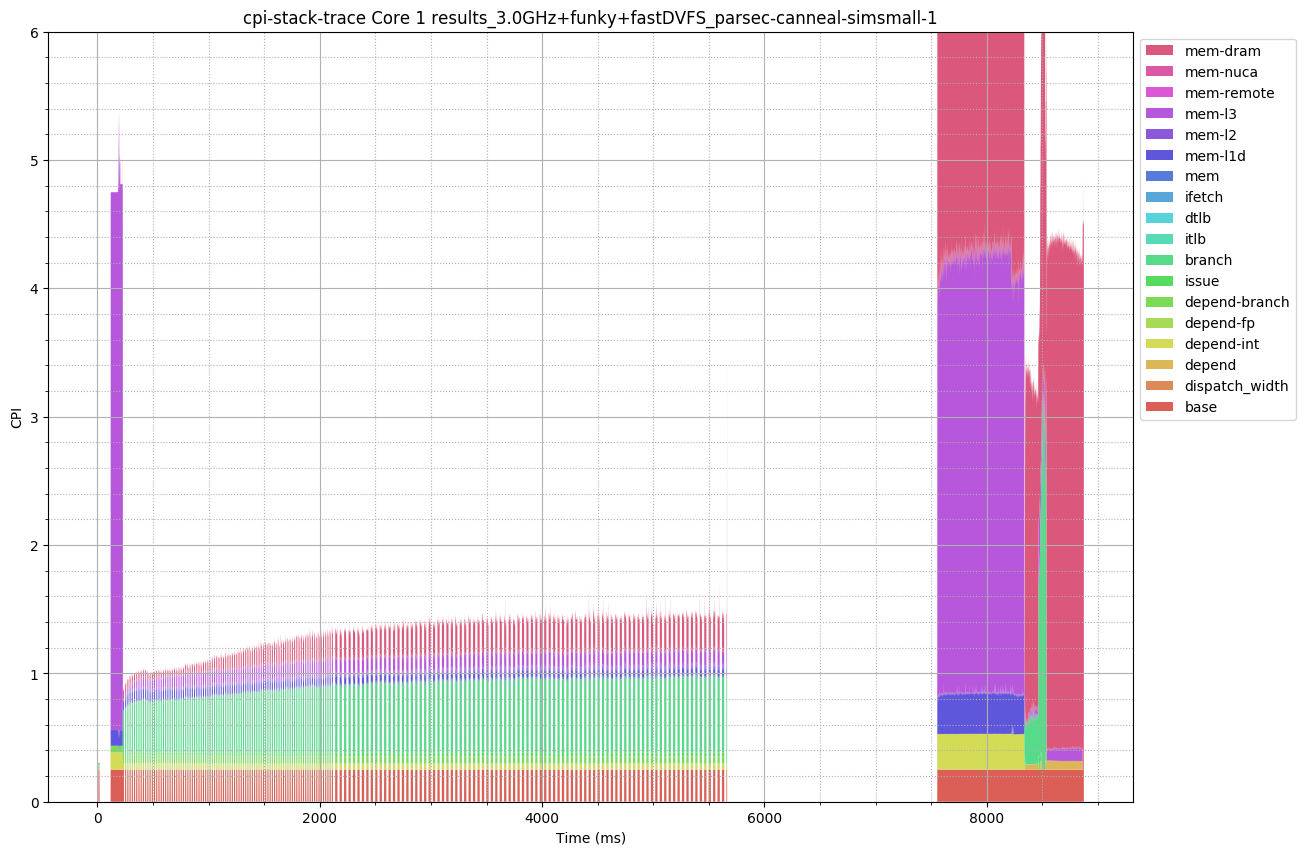 cpi-stack-trace Core 1 results_3.0GHz+funky+fastDVFS_parsec-canneal-simsmall-1
CPI
6
5
4
3
2
1
0
0 2000 4000 6000 8000
Time (ms)
mem-dram
mem-nuca
mem-remote
mem-l3
mem-l2
mem-l1d
mem
ifetch
dtlb
itlb
branch
issue
depend-branch
depend-fp
depend-int
depend
dispatch_width
base